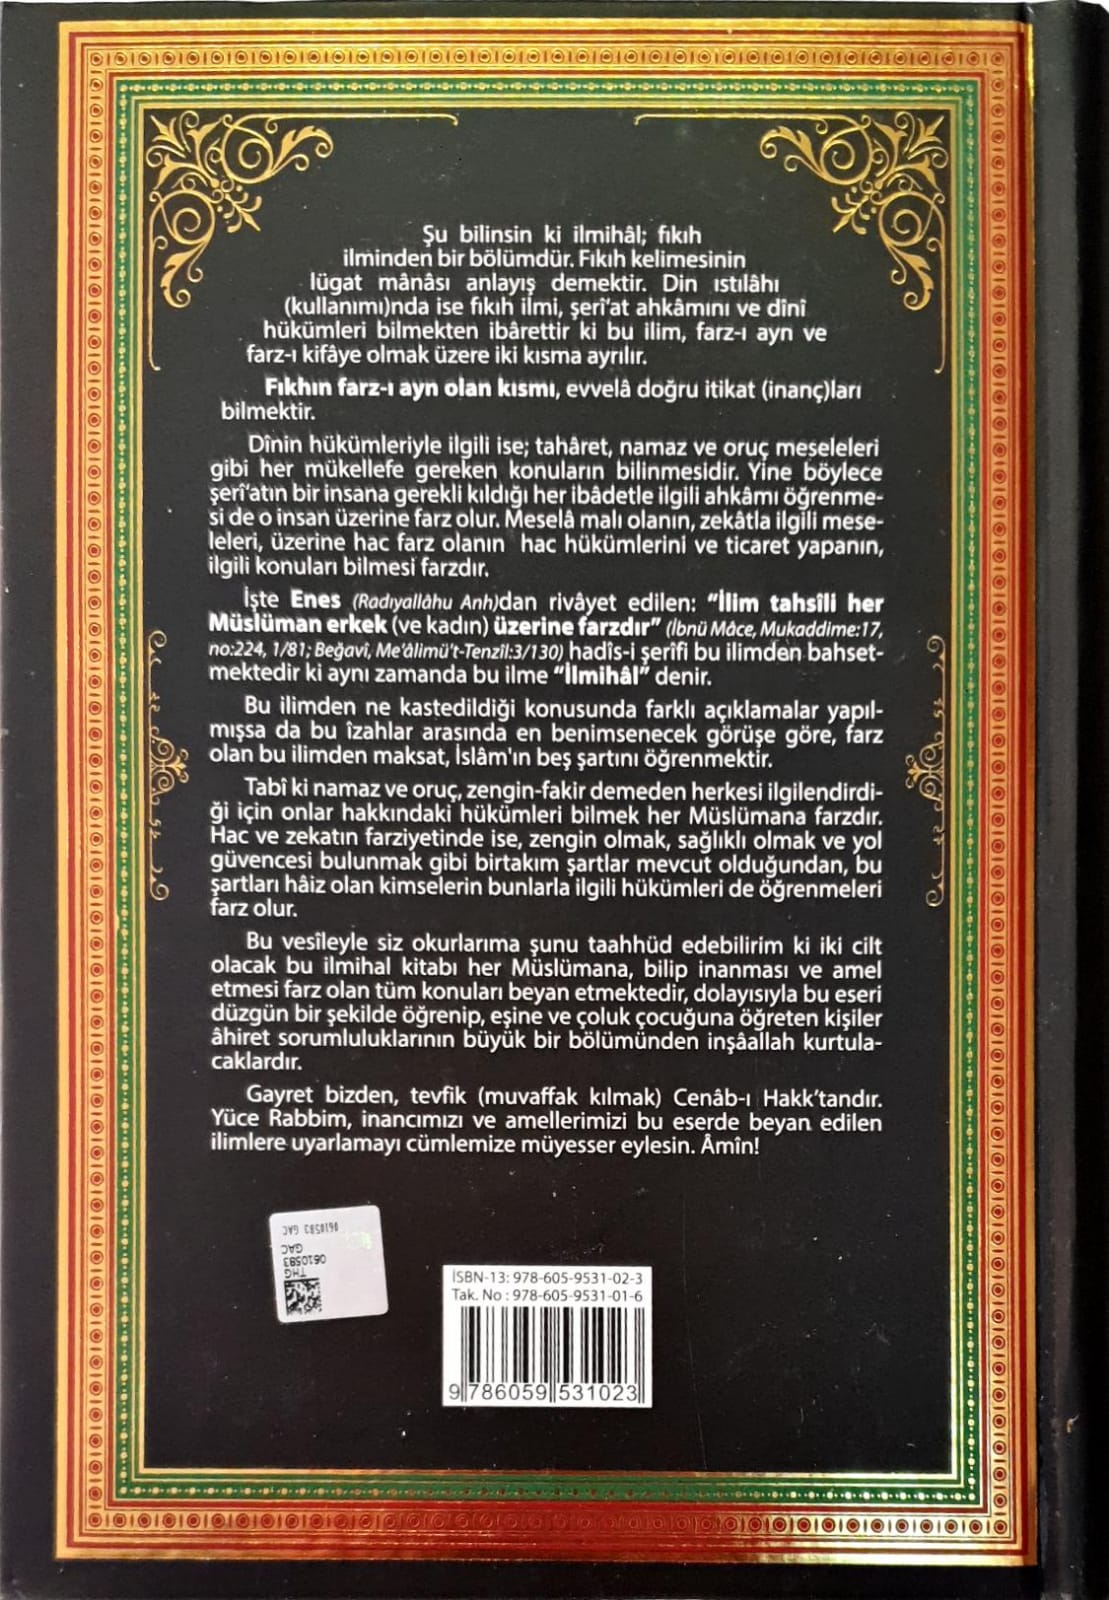 Şu bilinsin ki ilmihâl; fıkıh
ilminden bir bölümdür. Fıkıh kelimesinin
lügat mânâsı anlayış demektir. Din ıstılâhı
(kullanımı)nda ise fıkıh ilmi, şerî'at ahkâmını ve dînî
hükümleri bilmekten ibârettir ki bu ilim, farz-ı ayn ve
farz-ı kifâye olmak üzere iki kısma ayrılır.
Fıkhın farz-ı ayn olan kısmı, evvelâ doğru itikat (inanç)ları
bilmektir.
Dînin hükümleriyle ilgili ise; tahâret, namaz ve oruç meseleleri
gibi her mükellefe gereken konuların bilinmesidir. Yine böylece
şerî'atın bir insana gerekli kıldığı her ibâdetle ilgili ahkâmı öğrenme-
si de o insan üzerine farz olur. Meselâ malı olanın, zekâtla ilgili mese-
leleri, üzerine hac farz olanın hac hükümlerini ve ticaret yapanın,
ilgili konuları bilmesi farzdır.
İşte Enes (Radıyallâhu Anh)dan rivâyet edilen: "İlim tahsîli her
Müslüman erkek (ve kadın) üzerine farzdır" (İbnü Mâce, Mukaddime:17,
no:224, 1/81; Beğavî, Me'âlimü't-Tenzîl:3/130) hadîs-i şerîfi bu ilimden bahset-
mektedir ki aynı zamanda bu ilme "İlmihâl" denir.
Bu ilimden ne kastedildiği konusunda farklı açıklamalar yapıl-
mışsa da bu îzahlar arasında en benimsenecek görüşe göre, farz
olan bu ilimden maksat, İslâm'ın beş şartını öğrenmektir.
Tabî ki namaz ve oruç, zengin-fakir demeden herkesi ilgilendirdi-
ği için onlar hakkındaki hükümleri bilmek her Müslümana farzdır.
Hac ve zekatın farziyetinde ise, zengin olmak, sağlıklı olmak ve yol
güvencesi bulunmak gibi birtakım şartlar mevcut olduğundan, bu
şartları hâiz olan kimselerin bunlarla ilgili hükümleri de öğrenmeleri
farz olur.
Bu vesîleyle siz okurlarıma şunu taahhüd edebilirim ki iki cilt
olacak bu ilmihal kitabı her Müslümana, bilip inanması ve amel
etmesi farz olan tüm konuları beyan etmektedir, dolayısıyla bu eseri
düzgün bir şekilde öğrenip, eşine ve çoluk çocuğuna öğreten kişiler
âhiret sorumluluklarının büyük bir bölümünden inşâallah kurtula-
caklardır.
Gayret bizden, tevfik (muvaffak kılmak) Cenâb-ı Hakk'tandır.
Yüce Rabbim, inancımızı ve amellerimizi bu eserde beyan edilen
ilimlere uyarlamayı cümlemize müyesser eylesin. Âmîn!
0610583 GAC
GAC
0610583
THG
İSBN-13: 978-605-9531-02-3
Tak. No : 978-605-9531-01-6
9 786059 531023